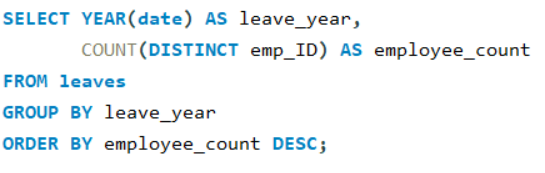 SELECT YEAR(date) AS leave_year,
       COUNT(DISTINCT emp_ID) AS employee_count
FROM leaves
GROUP BY leave_year
ORDER BY employee_count DESC;